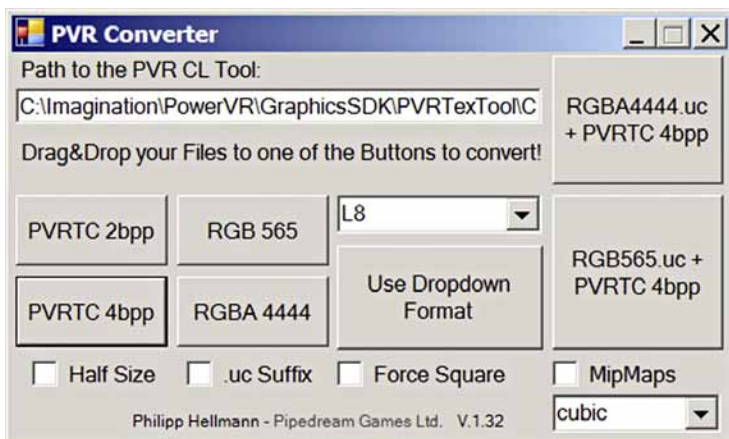 PVR Converter
Path to the PVR CL Tool:
C:\Imagination\PowerVR\GraphicsSDK\PVRTexTool\C
Drag&Drop your Files to one of the Buttons to convert!
RGBA4444.uc
+ PVRTC 4bpp
PVRTC 2bpp
RGB 565
L8
PVRTC 4bpp
RGBA 4444
Use Dropdown
Format
RGB565.uc +
PVRTC 4bpp
Half Size
.uc Suffix
Force Square
MipMaps
Philipp Hellmann - Pipedream Games Ltd. V.1.32
cubic